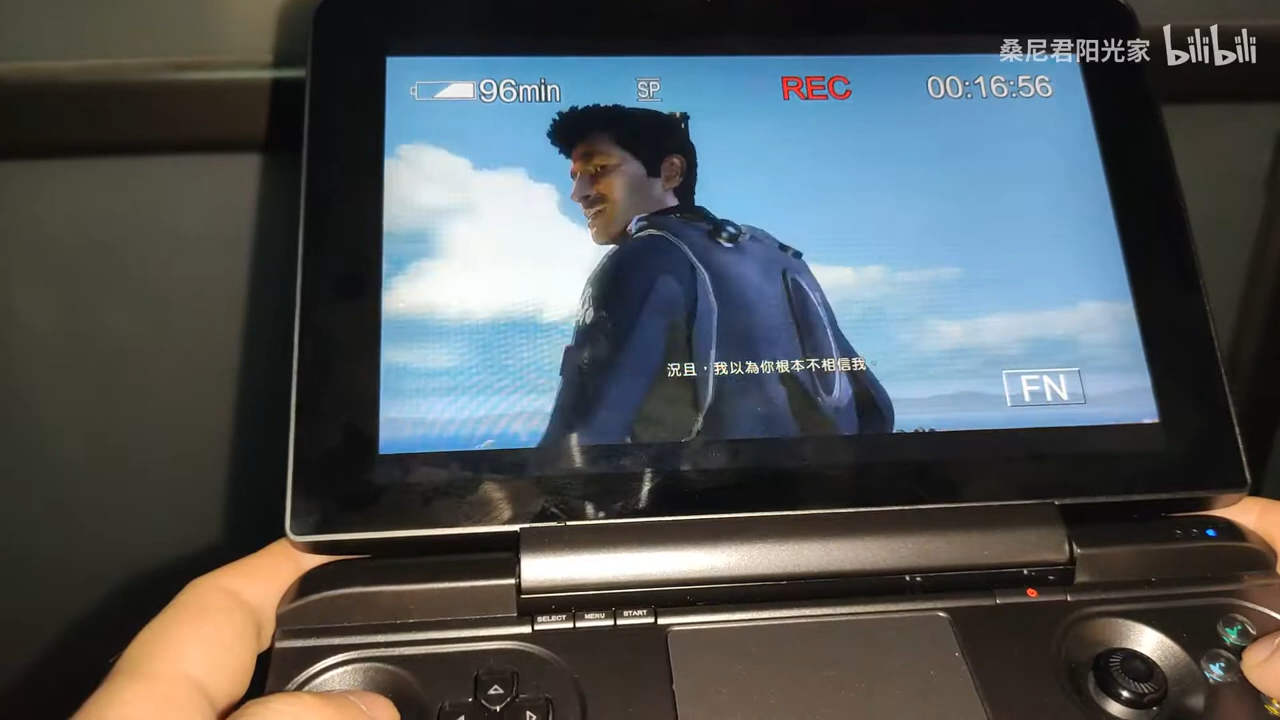 桑尼君阳光家 bilibili
96min SP REC 00:16:56
況且，我以為你根本不相信我。
FN
SELECT MENU START
X